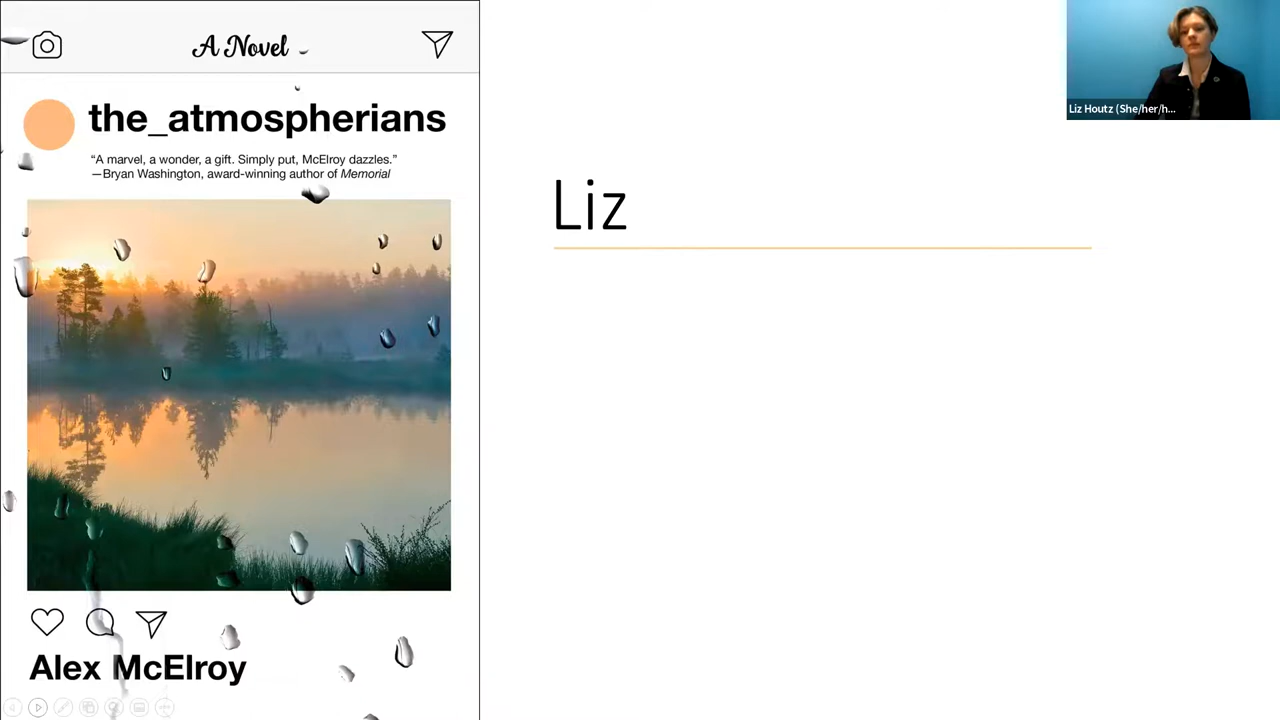 A Novel
the_atmospherians
“A marvel, a wonder, a gift. Simply put, McElroy dazzles.”
—Bryan Washington, award-winning author of Memorial
Alex McElroy
Liz
Liz Houtz (She/her/h...